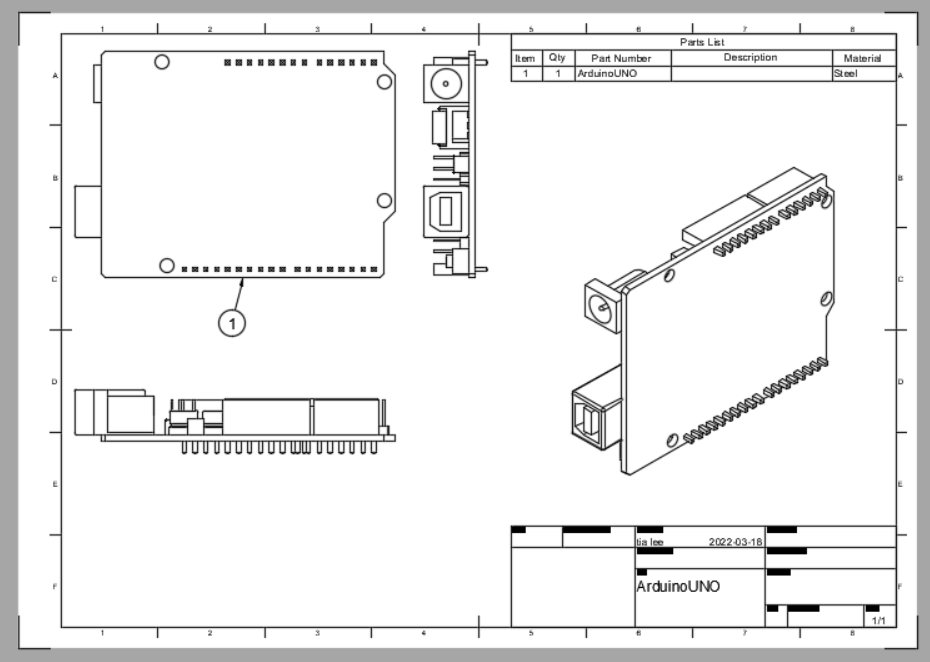 1 2 3 4 5 6 7 8
Parts List
Item Qty Part Number Description Material
1 1 ArduinoUNO Steel
A A
B B
C C
1
D D
E E
tia lee 2022-03-18
ArduinoUNO
F F
1/1
1 2 3 4 5 6 7 8